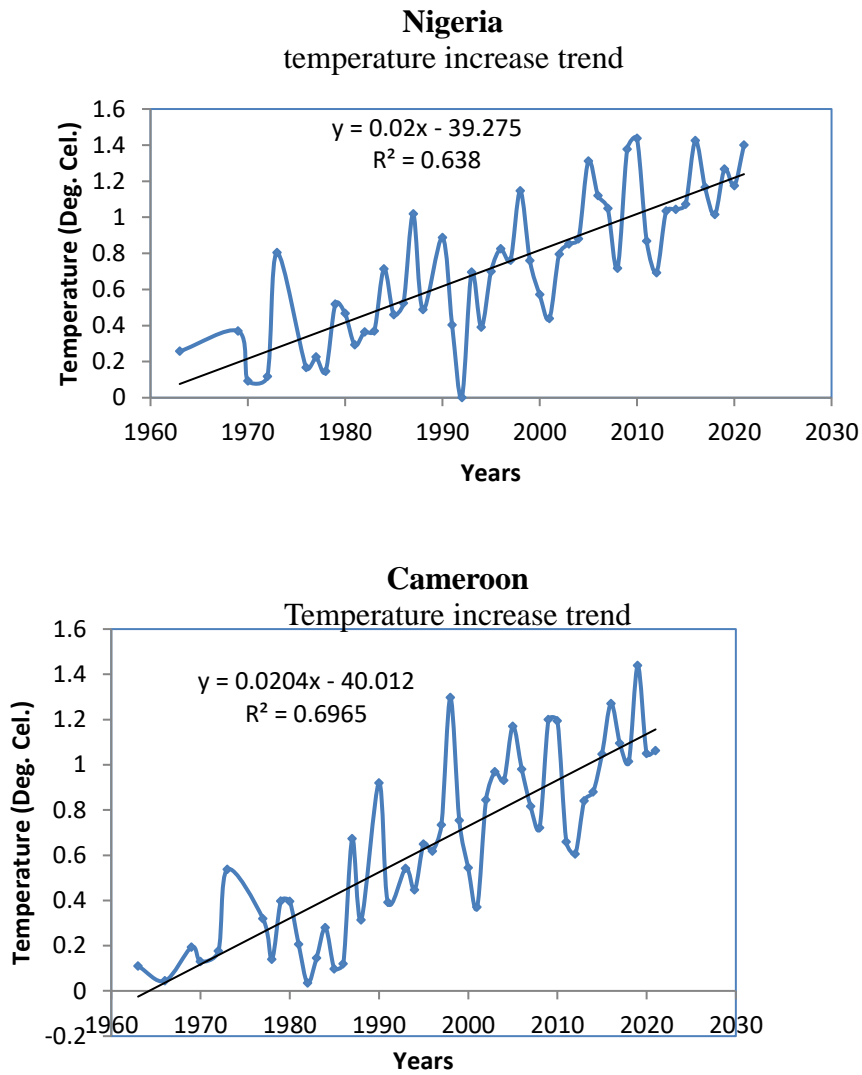 Nigeria
temperature increase trend
1.6
1.4
1.2
1
0.8
0.6
0.4
0.2
0
Temperature (Deg. Cel.)
y = 0.02x - 39.275
R² = 0.638
1960 1970 1980 1990 2000 2010 2020 2030
Years
Cameroon
Temperature increase trend
1.6
1.4
1.2
1
0.8
0.6
0.4
0.2
0
-0.2
Temperature (Deg. Cel.)
y = 0.0204x - 40.012
R² = 0.6965
1960 1970 1980 1990 2000 2010 2020 2030
Years